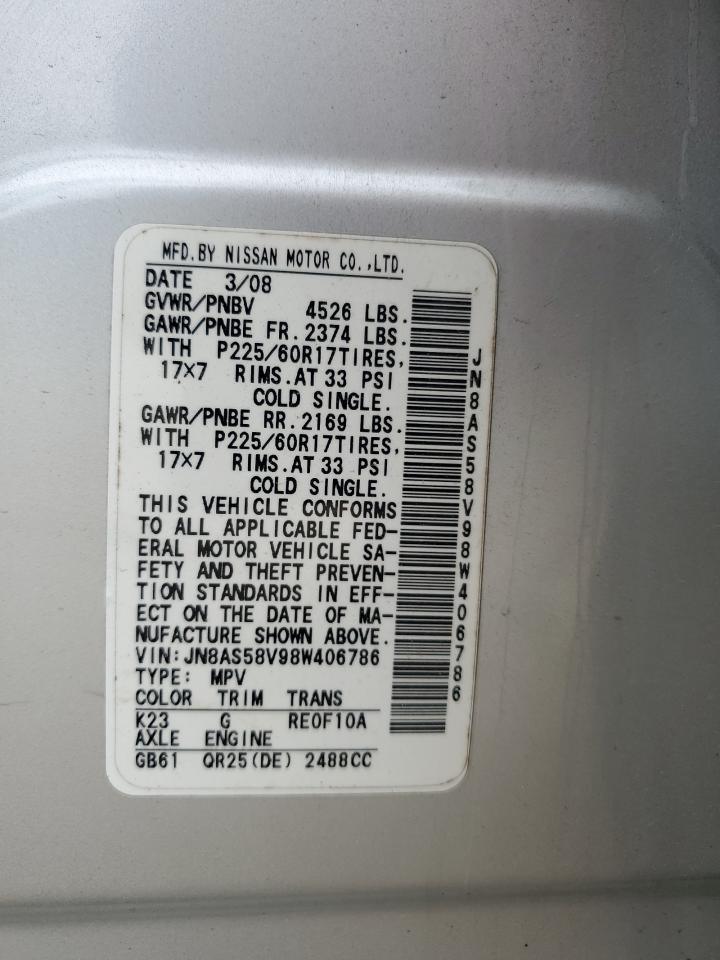 MFD.BY NISSAN MOTOR CO.,LTD.
DATE 3/08
GVWR/PNBV 4526 LBS.
GAWR/PNBE FR.2374 LBS.
WITH P225/60R17TIRES,
17×7 RIMS.AT 33 PSI
COLD SINGLE.
GAWR/PNBE RR.2169 LBS.
WITH P225/60R17TIRES,
17×7 RIMS.AT 33 PSI
COLD SINGLE.
THIS VEHICLE CONFORMS
TO ALL APPLICABLE FED-
ERAL MOTOR VEHICLE SA-
FETY AND THEFT PREVEN-
TION STANDARDS IN EFF-
ECT ON THE DATE OF MA-
NUFACTURE SHOWN ABOVE.
VIN:JN8AS58V98W406786
TYPE: MPV
COLOR TRIM TRANS
K23 G RE0F10A
AXLE ENGINE
GB61 QR25(DE) 2488CC
JN8AS58V98W406786